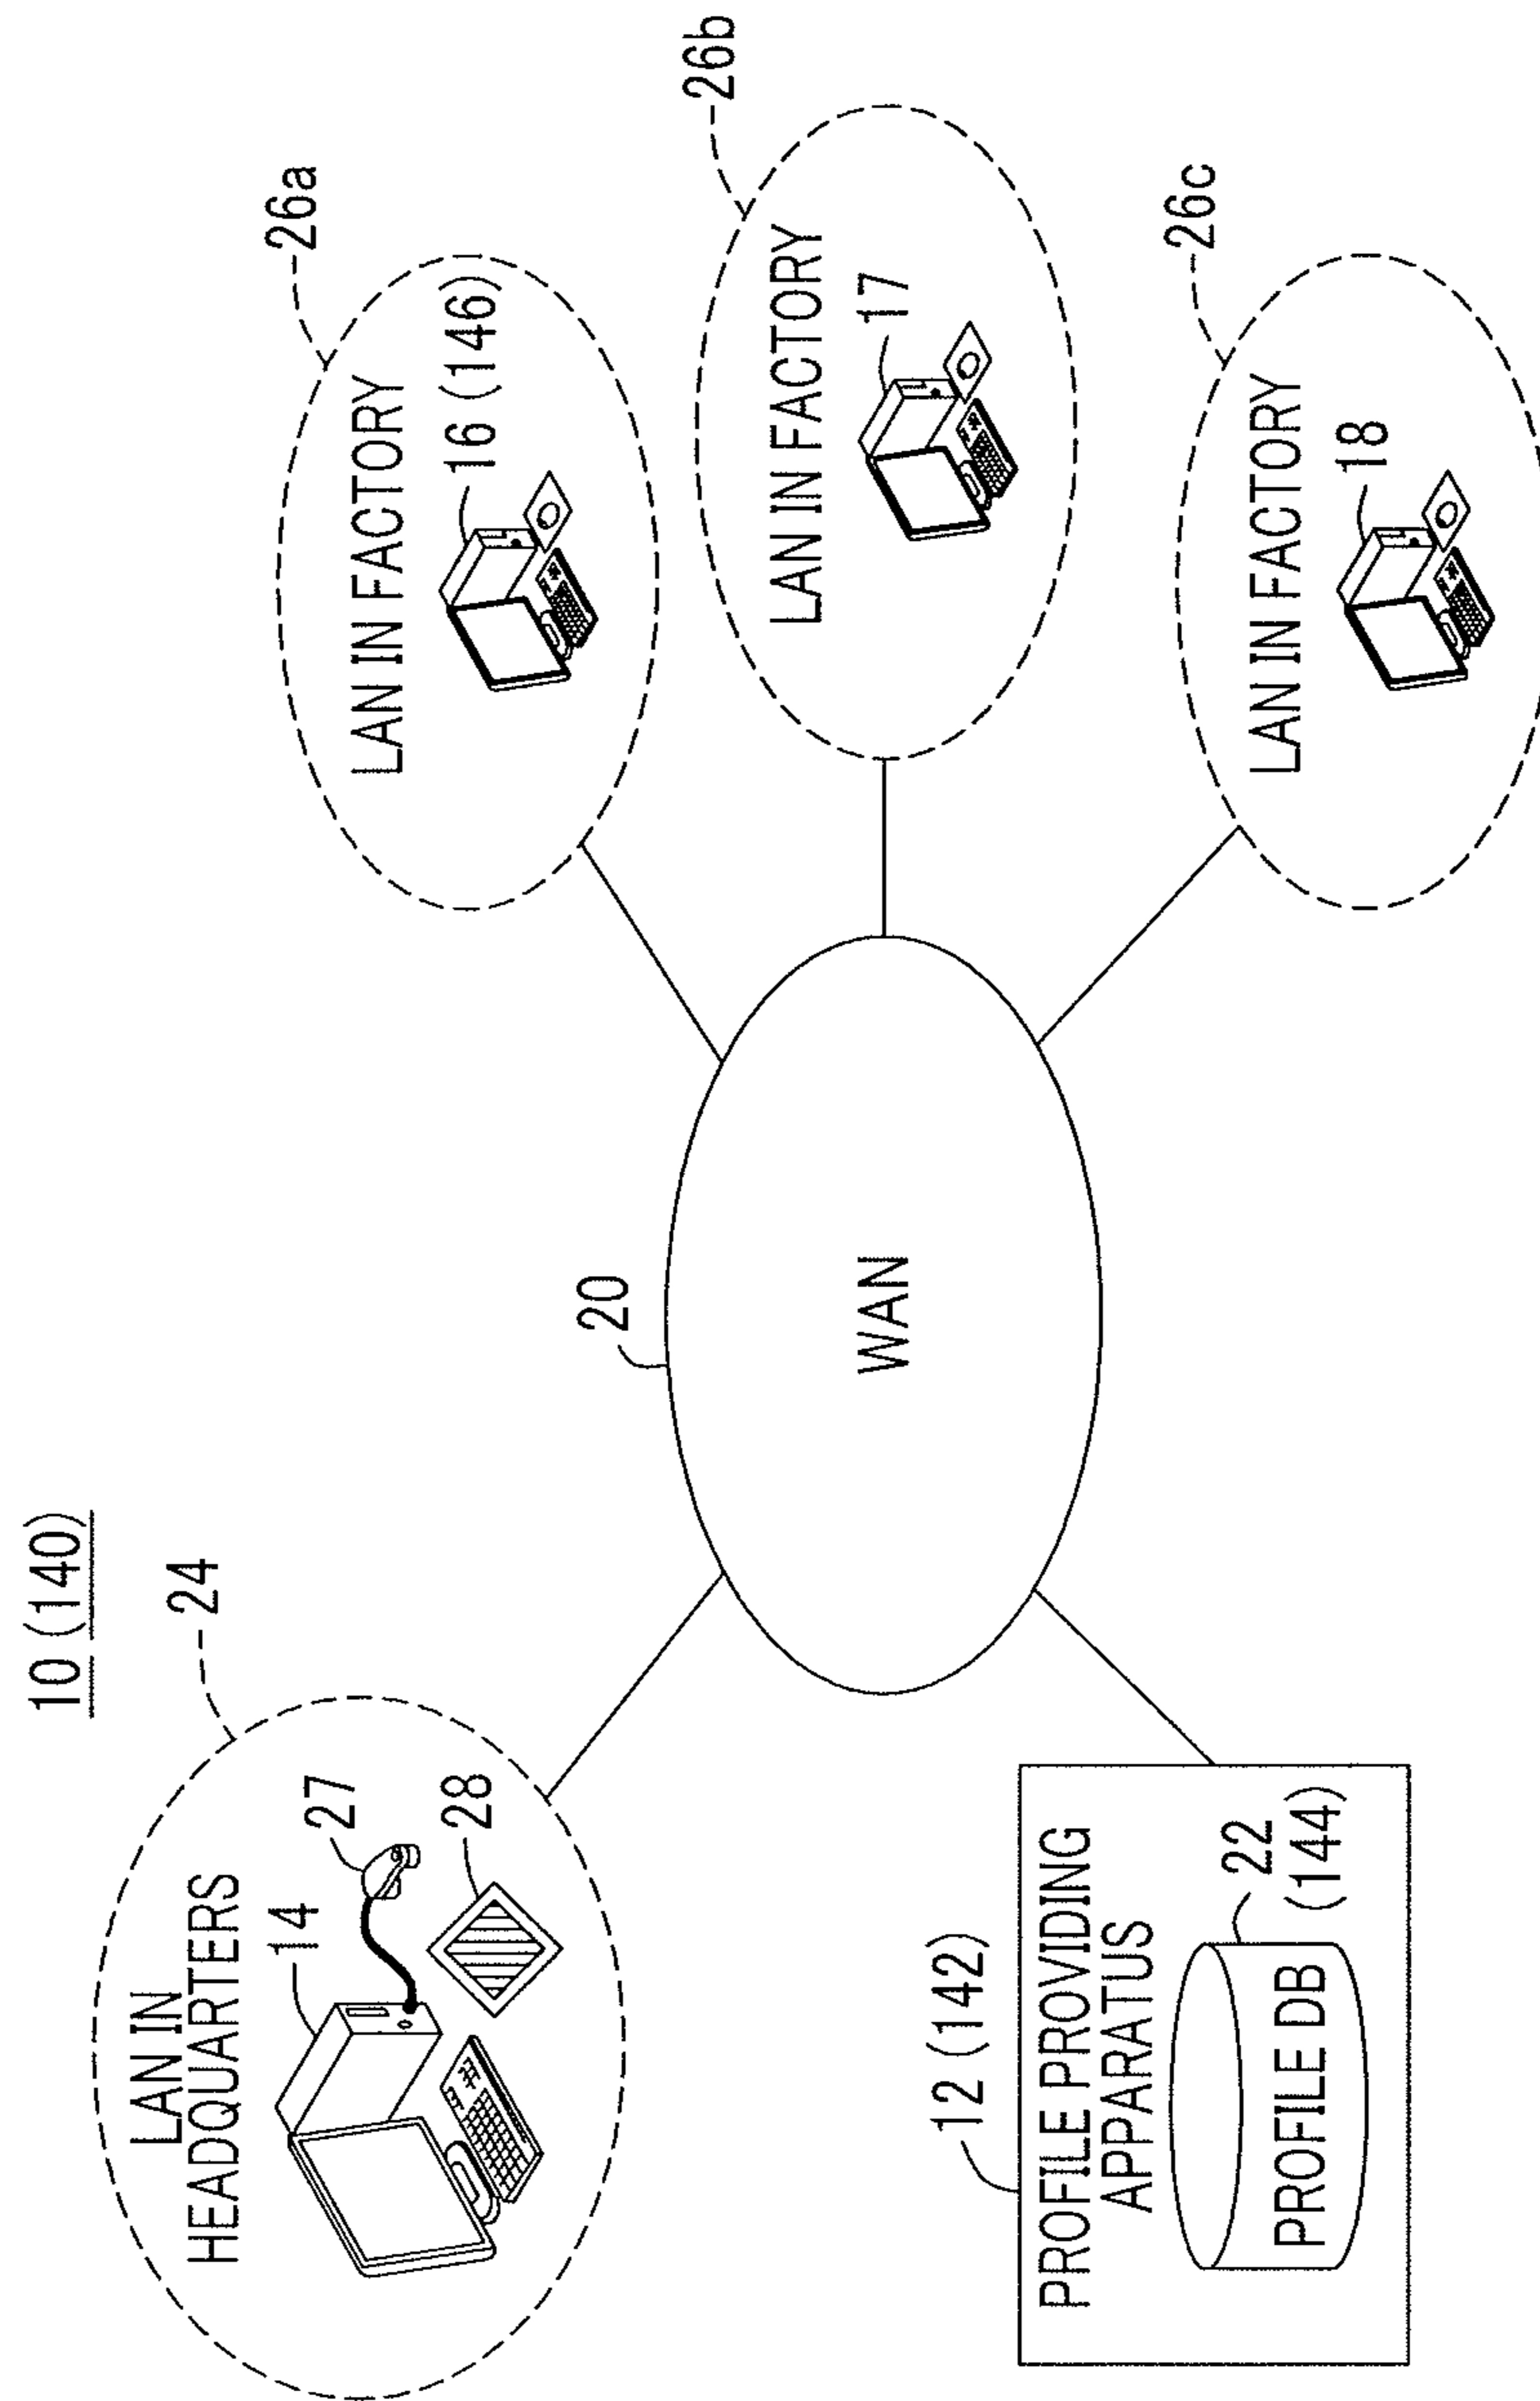 10 (140)
24
LAN IN
HEADQUARTERS
14
27
28
20
WAN
12 (142)
PROFILE PROVIDING
APPARATUS
22
(144)
PROFILE DB
26a
LAN IN FACTORY
16 (146)
26b
LAN IN FACTORY
17
26c
LAN IN FACTORY
18